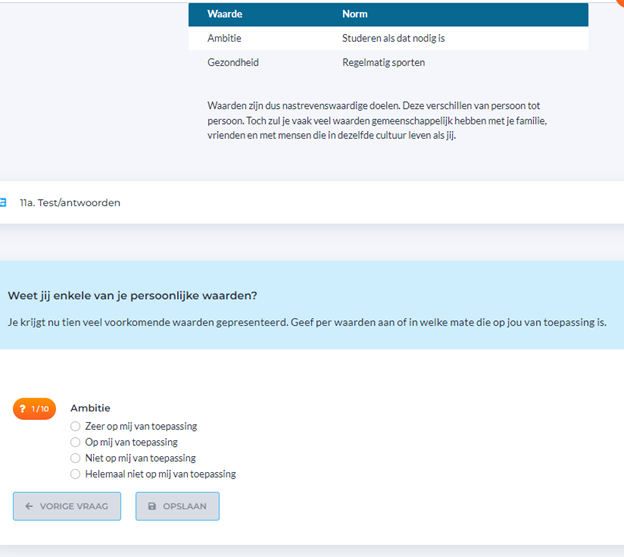 Waarde Norm
Ambitie Studeren als dat nodig is
Gezondheid Regelmatig sporten
Waarden zijn dus nastrevenswaardige doelen. Deze verschillen van persoon tot
persoon. Toch zul je vaak veel waarden gemeenschappelijk hebben met je familie,
vrienden en met mensen die in dezelfde cultuur leven als jij.
11a. Test/antwoorden
Weet jij enkele van je persoonlijke waarden?
Je krijgt nu tien veel voorkomende waarden gepresenteerd. Geef per waarden aan of in welke mate die op jou van toepassing is.
? 1/10 Ambitie
Zeer op mij van toepassing
Op mij van toepassing
Niet op mij van toepassing
Helemaal niet op mij van toepassing
VORIGE VRAAG OPSLAAN